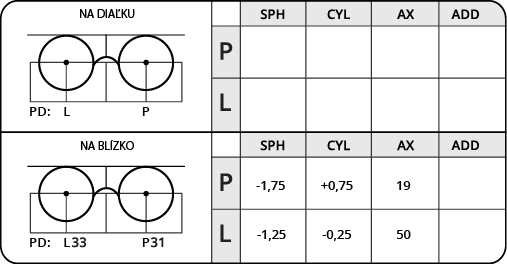 NA DIAĽKU SPH CYL AX ADD
P
L
PD: L P
NA BLÍZKO SPH CYL AX ADD
P -1,75 +0,75 19
L -1,25 -0,25 50
PD: L33 P31